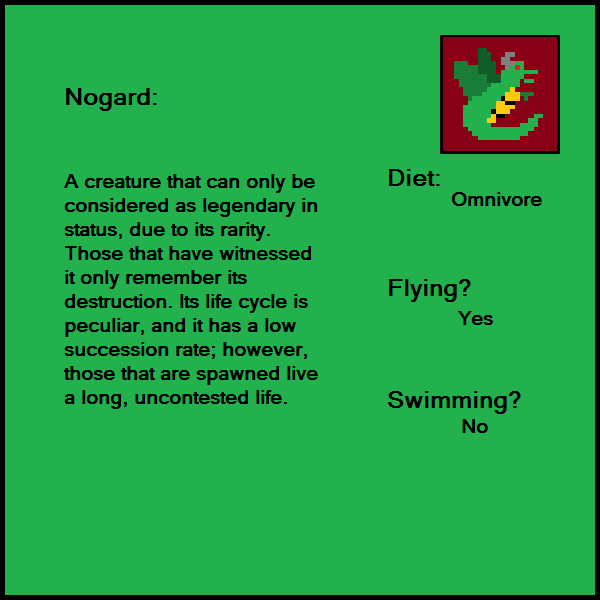 Nogard:
A creature that can only be
considered as legendary in
status, due to its rarity.
Those that have witnessed
it only remember its
destruction. Its life cycle is
peculiar, and it has a low
succession rate; however,
those that are spawned live
a long, uncontested life.
Diet:
Omnivore
Flying?
Yes
Swimming?
No